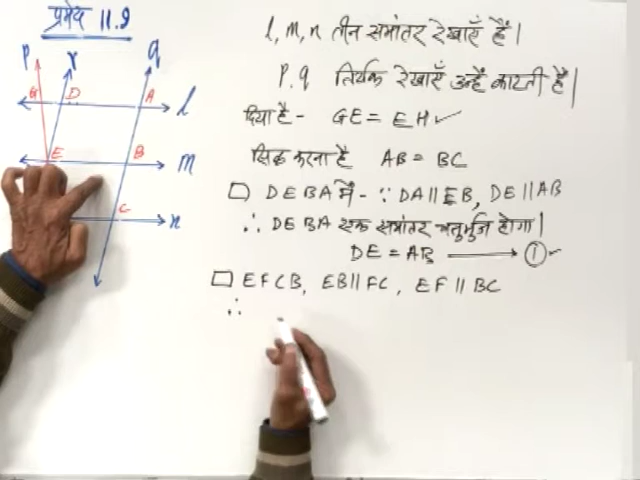 प्रमेय 11.9
l, m, n तीन समांतर रेखाएँ हैं।
P, q तिर्यक रेखाएँ उन्हें काटती हैं।
दिया है - GE = EH ✓
सिद्ध करना है AB = BC
□ DEBA में - ∵ DA || EB, DE || AB
∴ DEBA एक समांतर चतुर्भुज होगा।
DE = AB → ① ✓
□ EFCB, EB || FC, EF || BC
∴
P r q
G D A l
E B m
C n